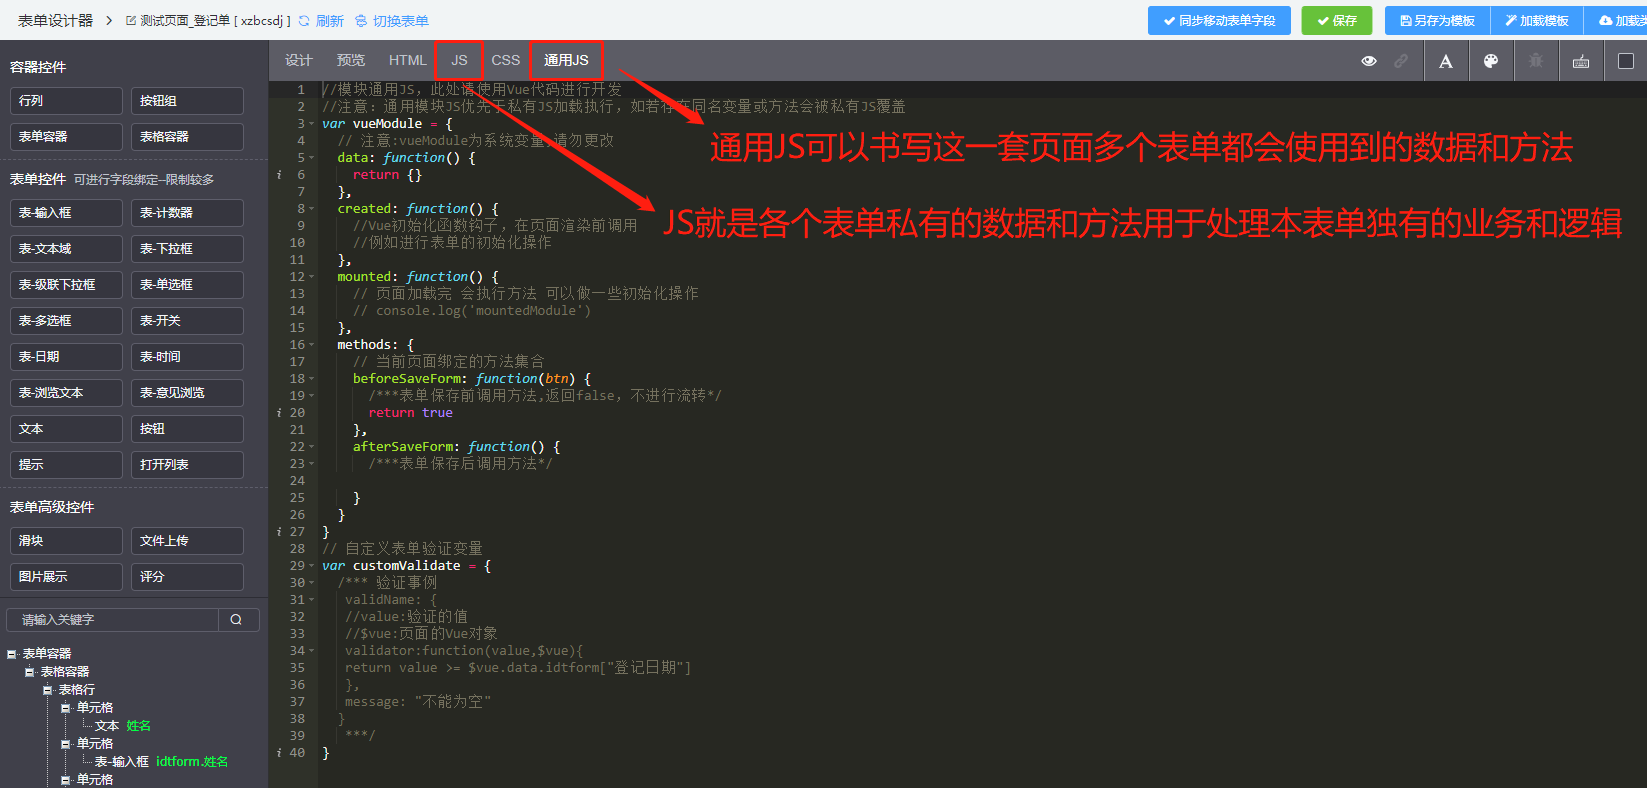 表单设计器 > 测试页面_登记单 [ xzbcsdj ] 刷新 切换表单 同步移动表单字段 保存 另存为模板 加载模板
容器控件
行列 按钮组
表单容器 表格容器
表单控件 可进行字段绑定--限制较多
表-输入框 表-计数器
表-文本域 表-下拉框
表-级联下拉框 表-单选框
表-多选框 表-开关
表-日期 表-时间
表-浏览文本 表-意见浏览
文本 按钮
提示 打开列表
表单高级控件
滑块 文件上传
图片展示 评分
请输入关键字
表单容器
表格容器
表格行
单元格
文本 姓名
单元格
表-输入框 idtform.姓名
单元格
设计 预览 HTML JS CSS 通用JS
1 //模块通用JS, 此处请使用Vue代码进行开发
2 //注意: 通用模块JS优先于私有JS加载执行, 如若存在同名变量或方法会被私有JS覆盖
3 var vueModule = {
4 // 注意:vueModule为系统变量,请勿更改
5 data: function() {
6 return {}
7 },
8 created: function() {
9 //Vue初始化函数钩子, 在页面渲染前调用
10 //例如进行表单的初始化操作
11 },
12 mounted: function() {
13 // 页面加载完 会执行方法 可以做一些初始化操作
14 // console.log('mountedModule')
15 },
16 methods: {
17 // 当前页面绑定的方法集合
18 beforeSaveForm: function(btn) {
19 /***表单保存前调用方法,返回false, 不进行流转*/
20 return true
21 },
22 afterSaveForm: function() {
23 /***表单保存后调用方法*/
24
25 }
26 }
27 }
28 // 自定义表单验证变量
29 var customValidate = {
30 /*** 验证事例
31 validName: {
32 //value:验证的值
33 //$vue:页面的Vue对象
34 validator:function(value,$vue){
35 return value >= $vue.data.idtform["登记日期"]
36 },
37 message: "不能为空"
38 }
39 ***/
40 }
通用JS可以书写这一套页面多个表单都会使用到的数据和方法
JS就是各个表单私有的数据和方法用于处理本表单独有的业务和逻辑